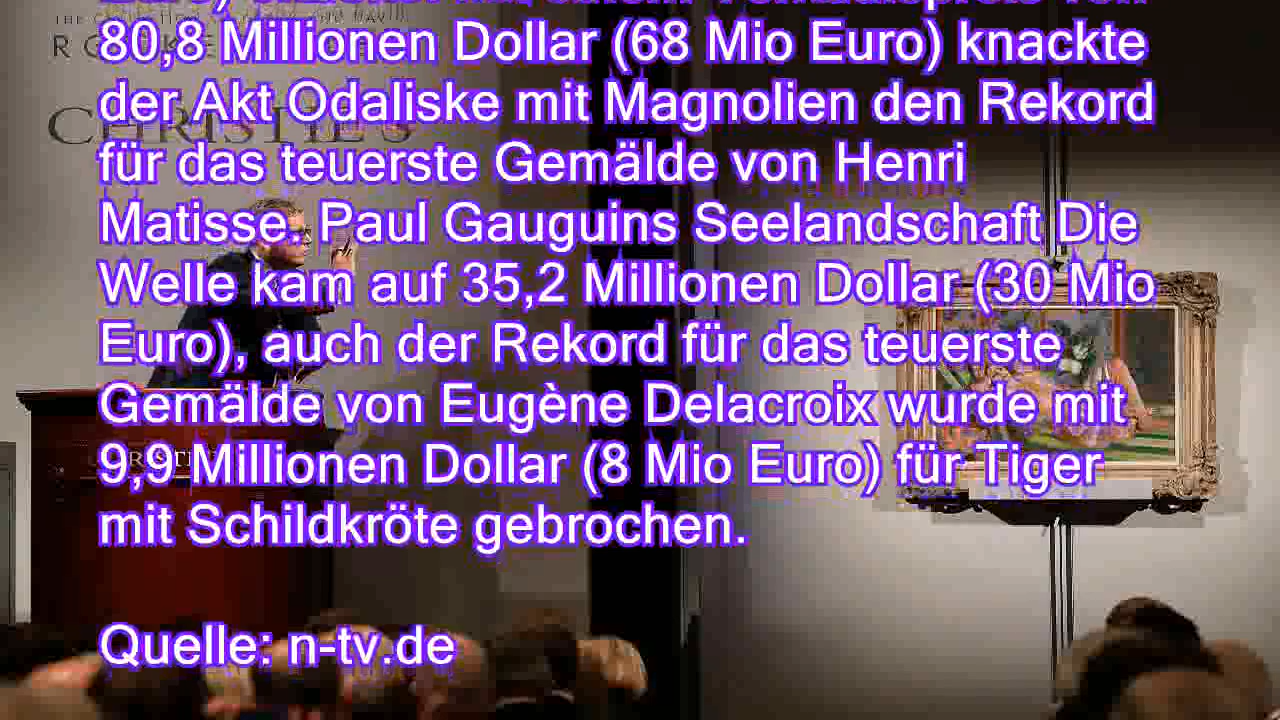 80,8 Millionen Dollar (68 Mio Euro) knackte
der Akt Odaliske mit Magnolien den Rekord
für das teuerste Gemälde von Henri
Matisse. Paul Gauguins Seelandschaft Die
Welle kam auf 35,2 Millionen Dollar (30 Mio
Euro), auch der Rekord für das teuerste
Gemälde von Eugène Delacroix wurde mit
9,9 Millionen Dollar (8 Mio Euro) für Tiger
mit Schildkröte gebrochen.
Quelle: n-tv.de
CHRISTIE'S